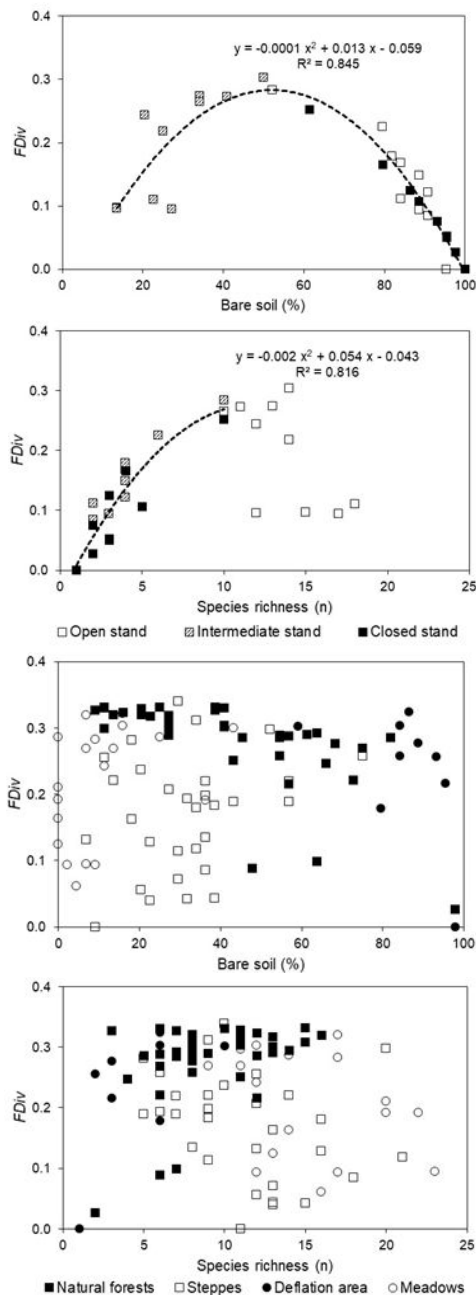 y = -0.0001 x² + 0.013 x - 0.059
R² = 0.845
0.4
0.3
0.2
0.1
0.0
FDiv
0 20 40 60 80 100
Bare soil (%)
y = -0.002 x² + 0.054 x - 0.043
R² = 0.816
0.4
0.3
0.2
0.1
0.0
FDiv
0 5 10 15 20 25
Species richness (n)
Open stand Intermediate stand Closed stand
0.4
0.3
0.2
0.1
0.0
FDiv
0 20 40 60 80 100
Bare soil (%)
0.4
0.3
0.2
0.1
0.0
FDiv
0 5 10 15 20 25
Species richness (n)
Natural forests Steppes Deflation area Meadows